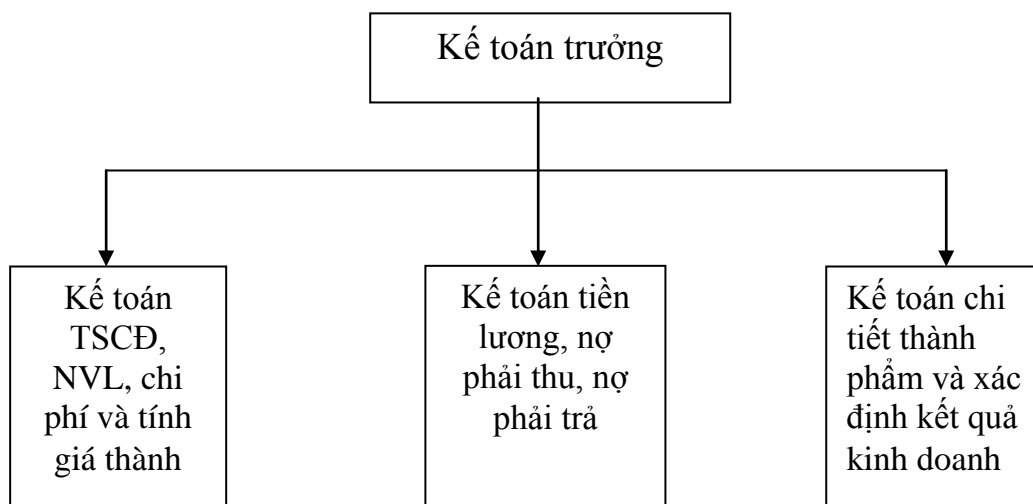 Kế toán trưởng
Kế toán
TSCĐ,
NVL, chi
phí và tính
giá thành
Kế toán tiền
lương, nợ
phải thu, nợ
phải trả
Kế toán chi
tiết thành
phẩm và xác
định kết quả
kinh doanh